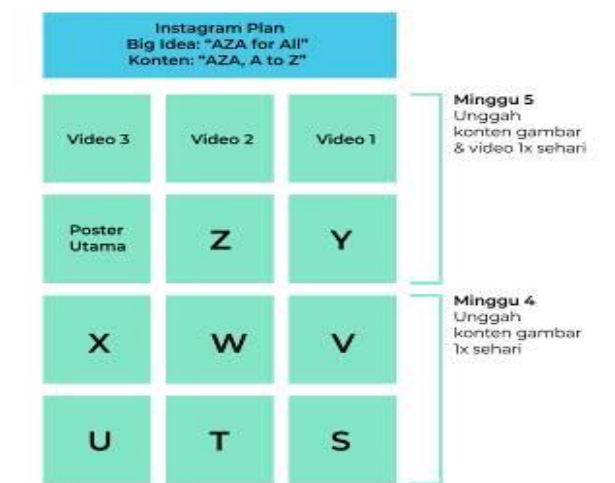 Instagram Plan
Big Idea: “AZA for All”
Konten: “AZA, A to Z”
Video 3
Video 2
Video 1
Minggu 5
Unggah
konten gambar
& video 1x sehari
Poster
Utama
Z
Y
X
W
V
Minggu 4
Unggah
konten gambar
1x sehari
U
T
S